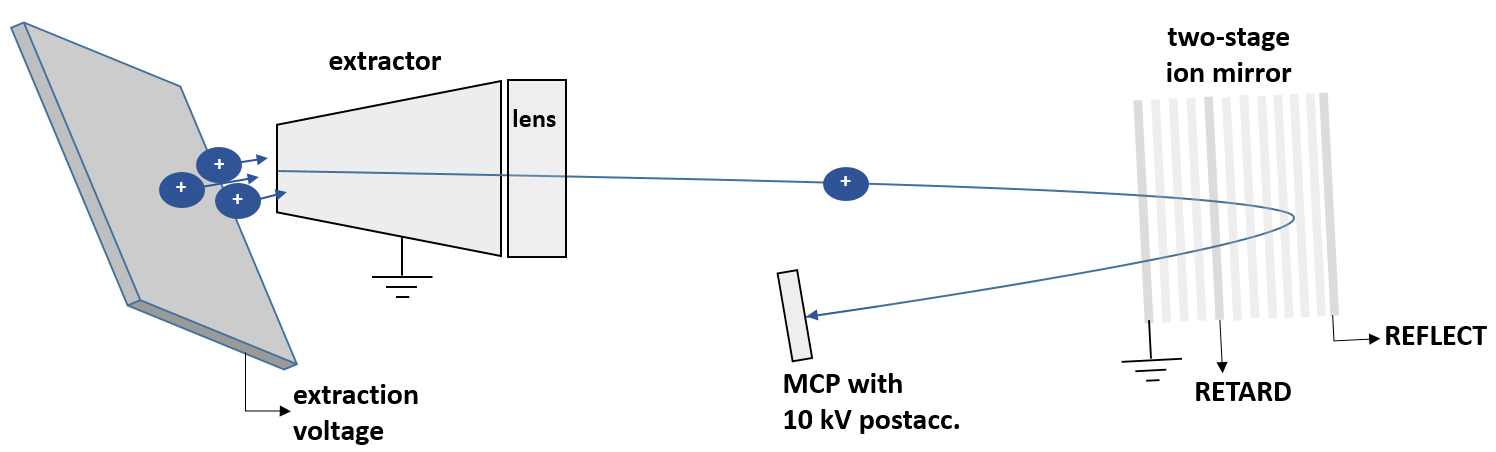 extractor
lens
+
+
+
+
two-stage
ion mirror
extraction
voltage
MCP with
10 kV postacc.
RETARD
REFLECT